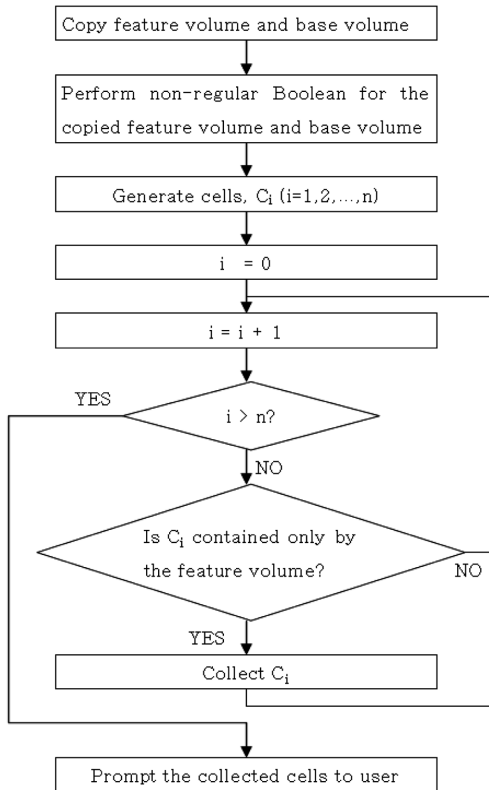 Copy feature volume and base volume
Perform non-regular Boolean for the
copied feature volume and base volume
Generate cells, Cᵢ (i=1,2,...,n)
i = 0
i = i + 1
YES
i > n?
NO
Is Cᵢ contained only by
the feature volume?
NO
YES
Collect Cᵢ
Prompt the collected cells to user